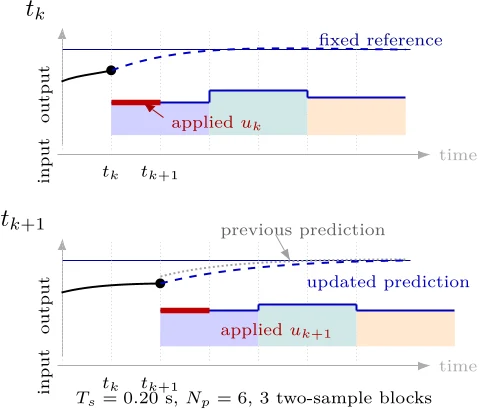 t_k
fixed reference
output
applied u_k
input
time
t_k t_{k+1}
t_{k+1}
previous prediction
updated prediction
output
applied u_{k+1}
input
time
t_k t_{k+1}
T_s = 0.20 s, N_p = 6, 3 two-sample blocks